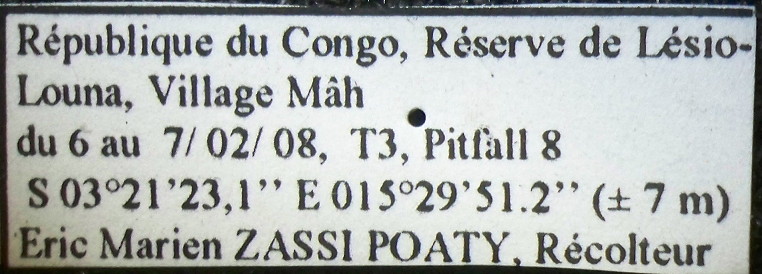 République du Congo, Réserve de Lésio-
Louna, Village Mâh
du 6 au 7/ 02/ 08, T3, Pitfall 8
S 03°21’23,1’’ E 015°29’51.2’’ (± 7 m)
Eric Marien ZASSI POATY, Récolteur